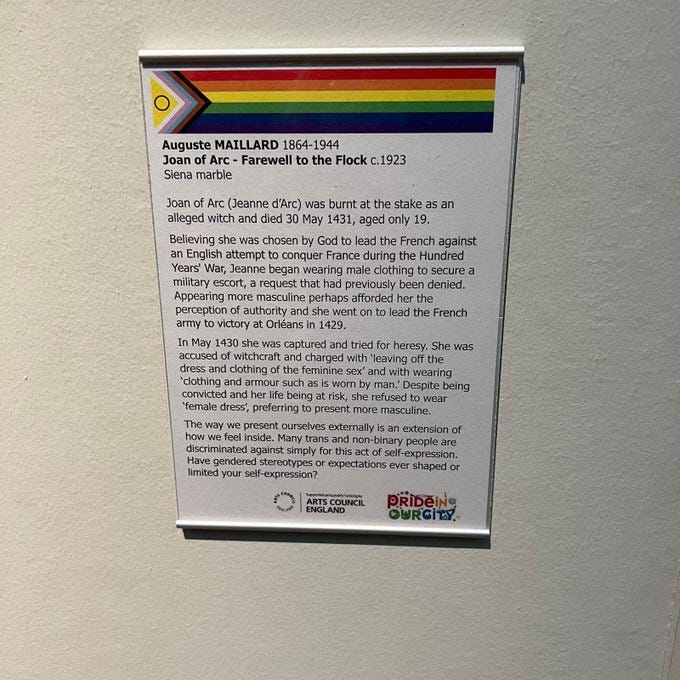 Auguste MAILLARD 1864-1944
Joan of Arc - Farewell to the Flock c.1923
Siena marble
Joan of Arc (Jeanne d'Arc) was burnt at the stake as an
alleged witch and died 30 May 1431, aged only 19.
Believing she was chosen by God to lead the French against
an English attempt to conquer France during the Hundred
Years' War, Jeanne began wearing male clothing to secure a
military escort, a request that had previously been denied.
Appearing more masculine perhaps afforded her the
perception of authority and she went on to lead the French
army to victory at Orléans in 1429.
In May 1430 she was captured and tried for heresy. She was
accused of witchcraft and charged with 'leaving off the
dress and clothing of the feminine sex' and with wearing
'clothing and armour such as is worn by man.' Despite being
convicted and her life being at risk, she refused to wear
'female dress', preferring to present more masculine.
The way we present ourselves externally is an extension of
how we feel inside. Many trans and non-binary people are
discriminated against simply for this act of self-expression.
Have gendered stereotypes or expectations ever shaped or
limited your self-expression?
ARTS COUNCIL
ENGLAND
Supported using public funding by
ARTS COUNCIL
ENGLAND
PRIDE IN
OUR CITY